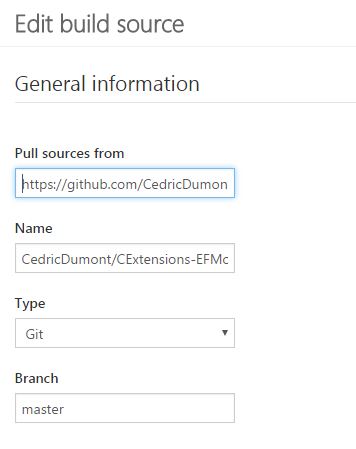 Edit build source
General information
Pull sources from
https://github.com/CedricDumon
Name
CedricDumont/CExtensions-EFMc
Type
Git
Branch
master